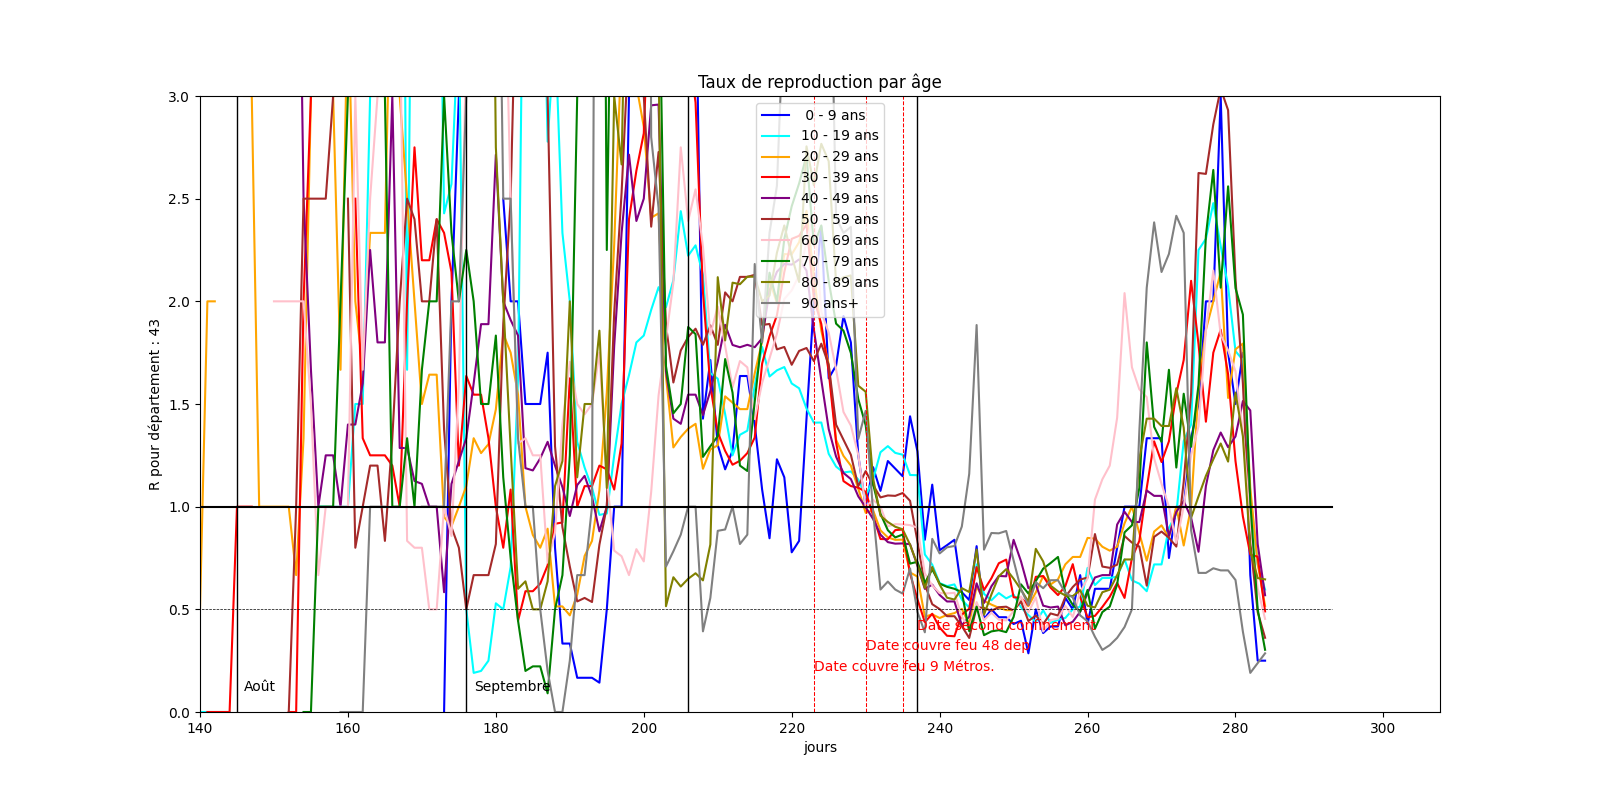 Taux de reproduction par âge
3.0
2.5
2.0
1.5
1.0
0.5
0.0
R pour département : 43
0 - 9 ans
10 - 19 ans
20 - 29 ans
30 - 39 ans
40 - 49 ans
50 - 59 ans
60 - 69 ans
70 - 79 ans
80 - 89 ans
90 ans+
Date second confinement
Date couvre feu 48 dep
Date couvre feu 9 Métros.
Août
Septembre
140 160 180 200 220 240 260 280 300
jours